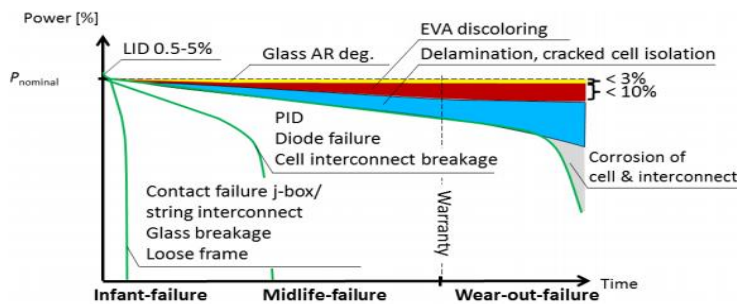 Power [%]
LID 0.5-5%
EVA discoloring
Glass AR deg.
Delamination, cracked cell isolation
Pnominal
< 3%
< 10%
PID
Diode failure
Cell interconnect breakage
Corrosion of
cell & interconnect
Contact failure j-box/
string interconnect
Glass breakage
Loose frame
Warranty
Time
Infant-failure
Midlife-failure
Wear-out-failure